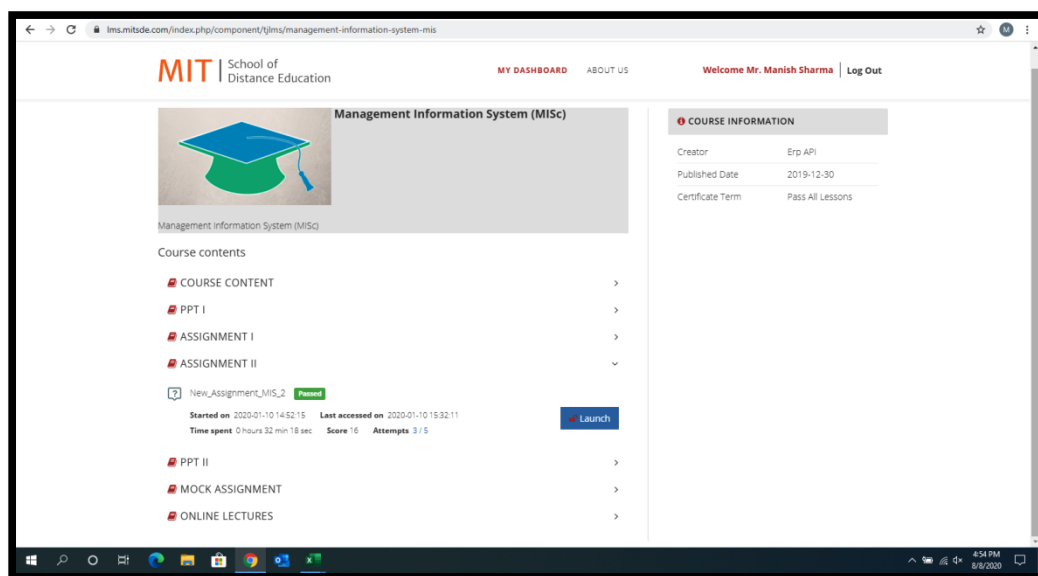 lms.mitsde.com/index.php/component/tjlms/management-information-system-mis
M
MIT School of Distance Education
MY DASHBOARD ABOUT US Welcome Mr. Manish Sharma Log Out
Management Information System (MISc)
Management Information System (MISc)
COURSE INFORMATION
Creator Erp API
Published Date 2019-12-30
Certificate Term Pass All Lessons
Course contents
COURSE CONTENT
PPT I
ASSIGNMENT I
ASSIGNMENT II
New_Assignment_MIS_2 Passed
Started on 2020-01-10 14:52:15 Last accessed on 2020-01-10 15:32:11
Time spent 0 hours 32 min 18 sec Score 16 Attempts 3 / 5
Launch
PPT II
MOCK ASSIGNMENT
ONLINE LECTURES
4:54 PM
8/8/2020